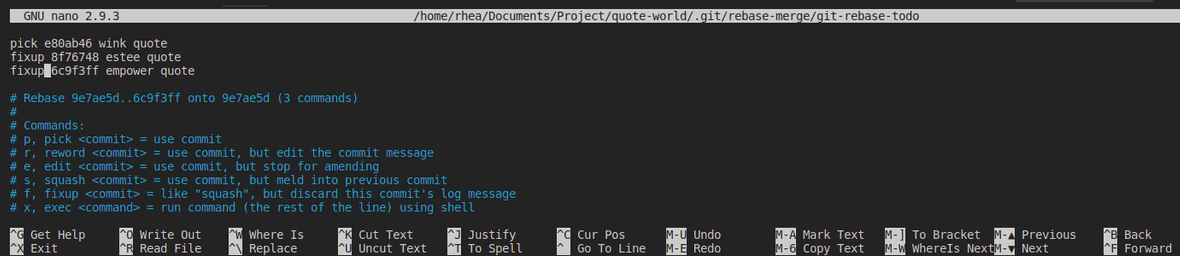 GNU nano 2.9.3 /home/rhea/Documents/Project/quote-world/.git/rebase-merge/git-rebase-todo
pick e80ab46 wink quote
fixup 8f76748 estee quote
fixup 6c9f3ff empower quote
# Rebase 9e7ae5d..6c9f3ff onto 9e7ae5d (3 commands)
#
# Commands:
# p, pick <commit> = use commit
# r, reword <commit> = use commit, but edit the commit message
# e, edit <commit> = use commit, but stop for amending
# s, squash <commit> = use commit, but meld into previous commit
# f, fixup <commit> = like "squash", but discard this commit's log message
# x, exec <command> = run command (the rest of the line) using shell
^G Get Help ^O Write Out ^W Where Is ^K Cut Text ^J Justify ^C Cur Pos M-U Undo M-A Mark Text M-] To Bracket M-▲ Previous ^B Back
^X Exit ^R Read File ^\ Replace ^U Uncut Text ^T To Spell ^_ Go To Line M-E Redo M-6 Copy Text M-W WhereIs Next M-▼ Next ^F Forward